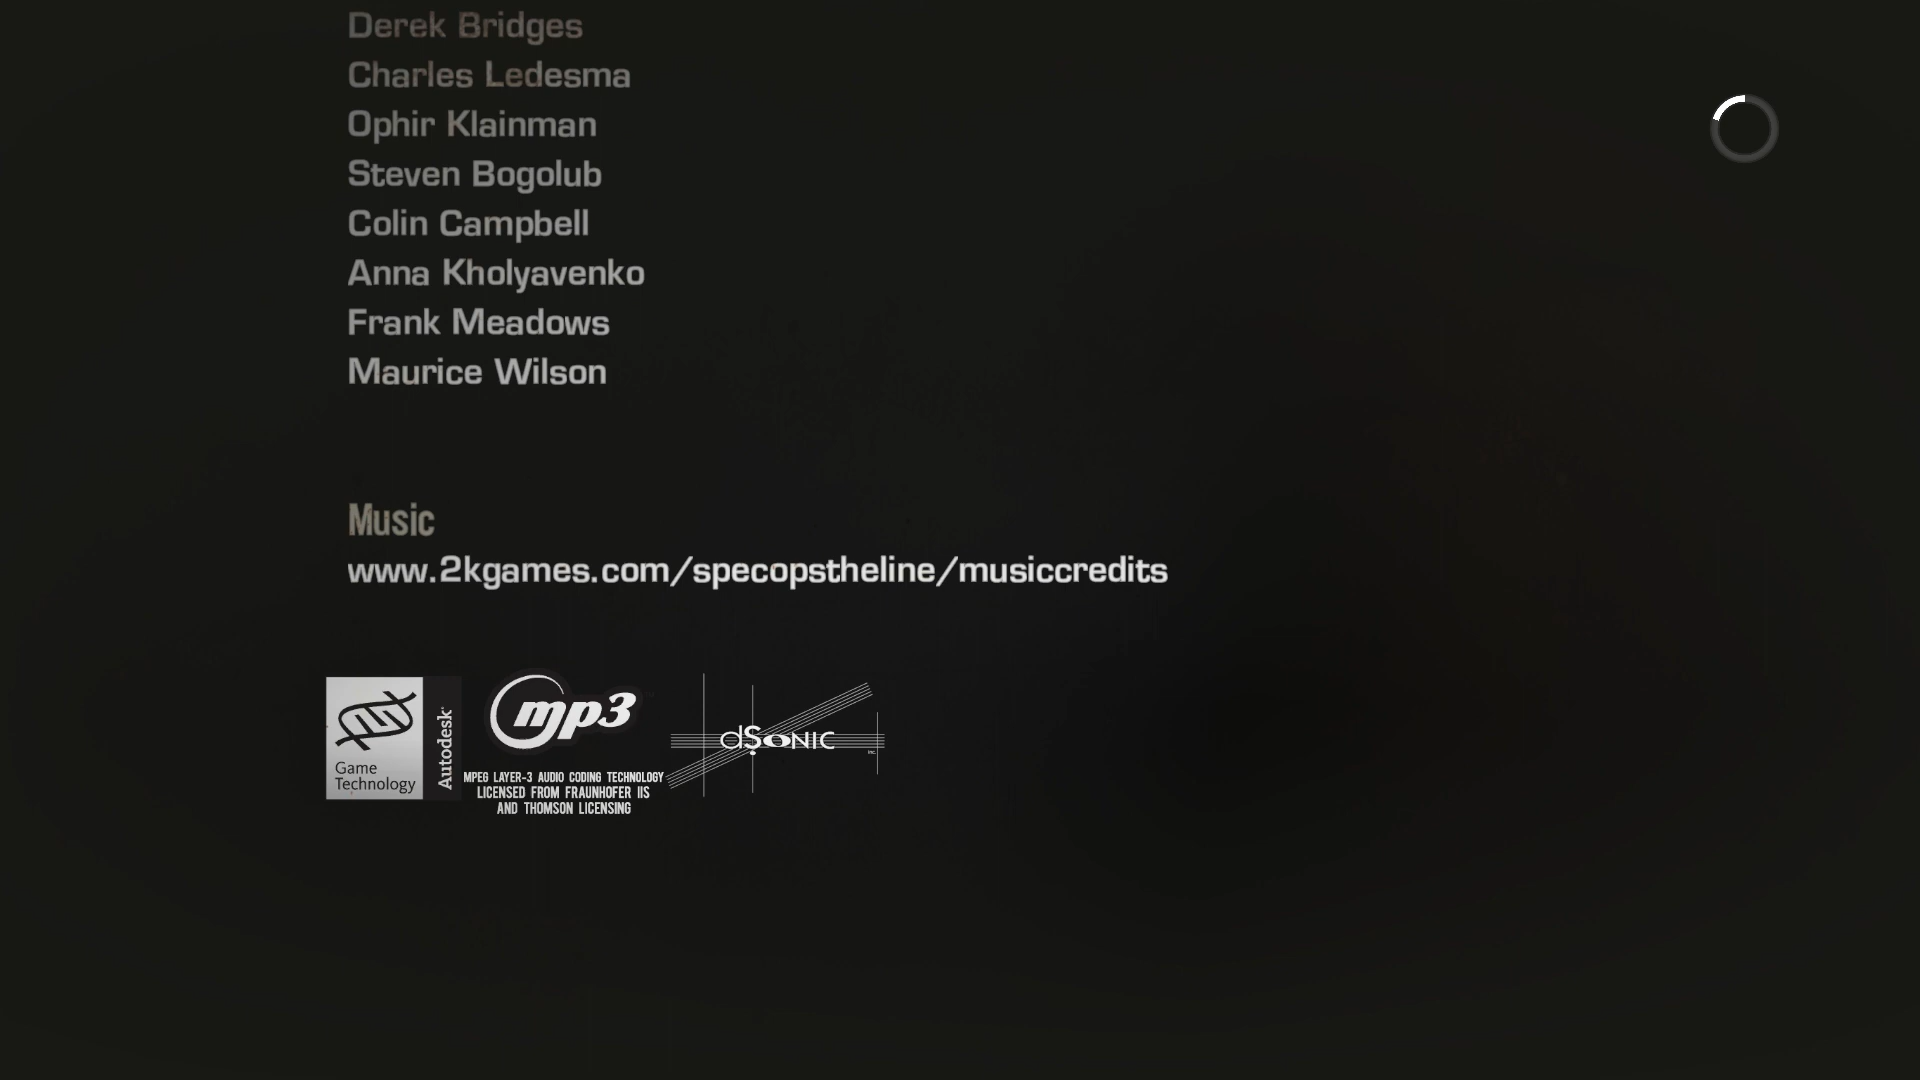 Derek Bridges
Charles Ledesma
Ophir Klainman
Steven Bogolub
Colin Campbell
Anna Kholyavenko
Frank Meadows
Maurice Wilson
Music
www.2kgames.com/specopstheline/musiccredits
Game
Technology
Autodesk
mp3
MPEG LAYER-3 AUDIO CODING TECHNOLOGY
LICENSED FROM FRAUNHOFER IIS
AND THOMSON LICENSING
dSONIC
inc.